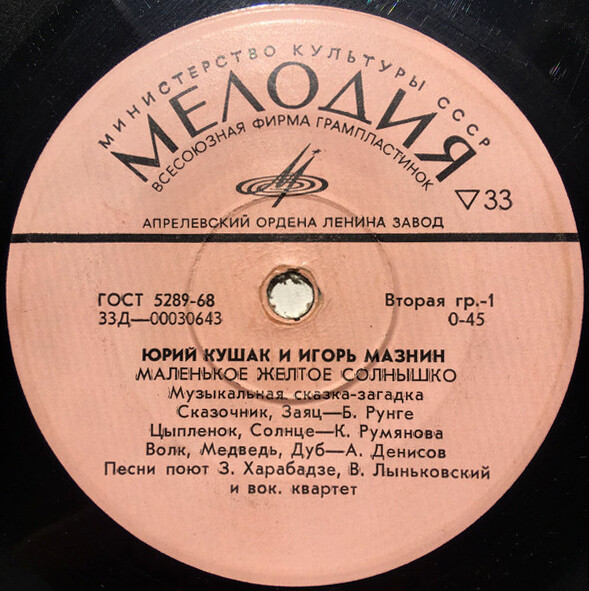 МИНИСТЕРСТВО КУЛЬТУРЫ СССР
МЕЛОДИЯ
ВСЕСОЮЗНАЯ ФИРМА ГРАМПЛАСТИНОК
▽33
АПРЕЛЕВСКИЙ ОРДЕНА ЛЕНИНА ЗАВОД
ГОСТ 5289-68 Вторая гр.-1
33Д—00030643 0-45
ЮРИЙ КУШАК И ИГОРЬ МАЗНИН
МАЛЕНЬКОЕ ЖЕЛТОЕ СОЛНЫШКО
Музыкальная сказка-загадка
Сказочник, Заяц—Б. Рунге
Цыпленок, Солнце—К. Румянова
Волк, Медведь, Дуб—А. Денисов
Песни поют З. Харабадзе, В. Лыньковский
и вок. квартет